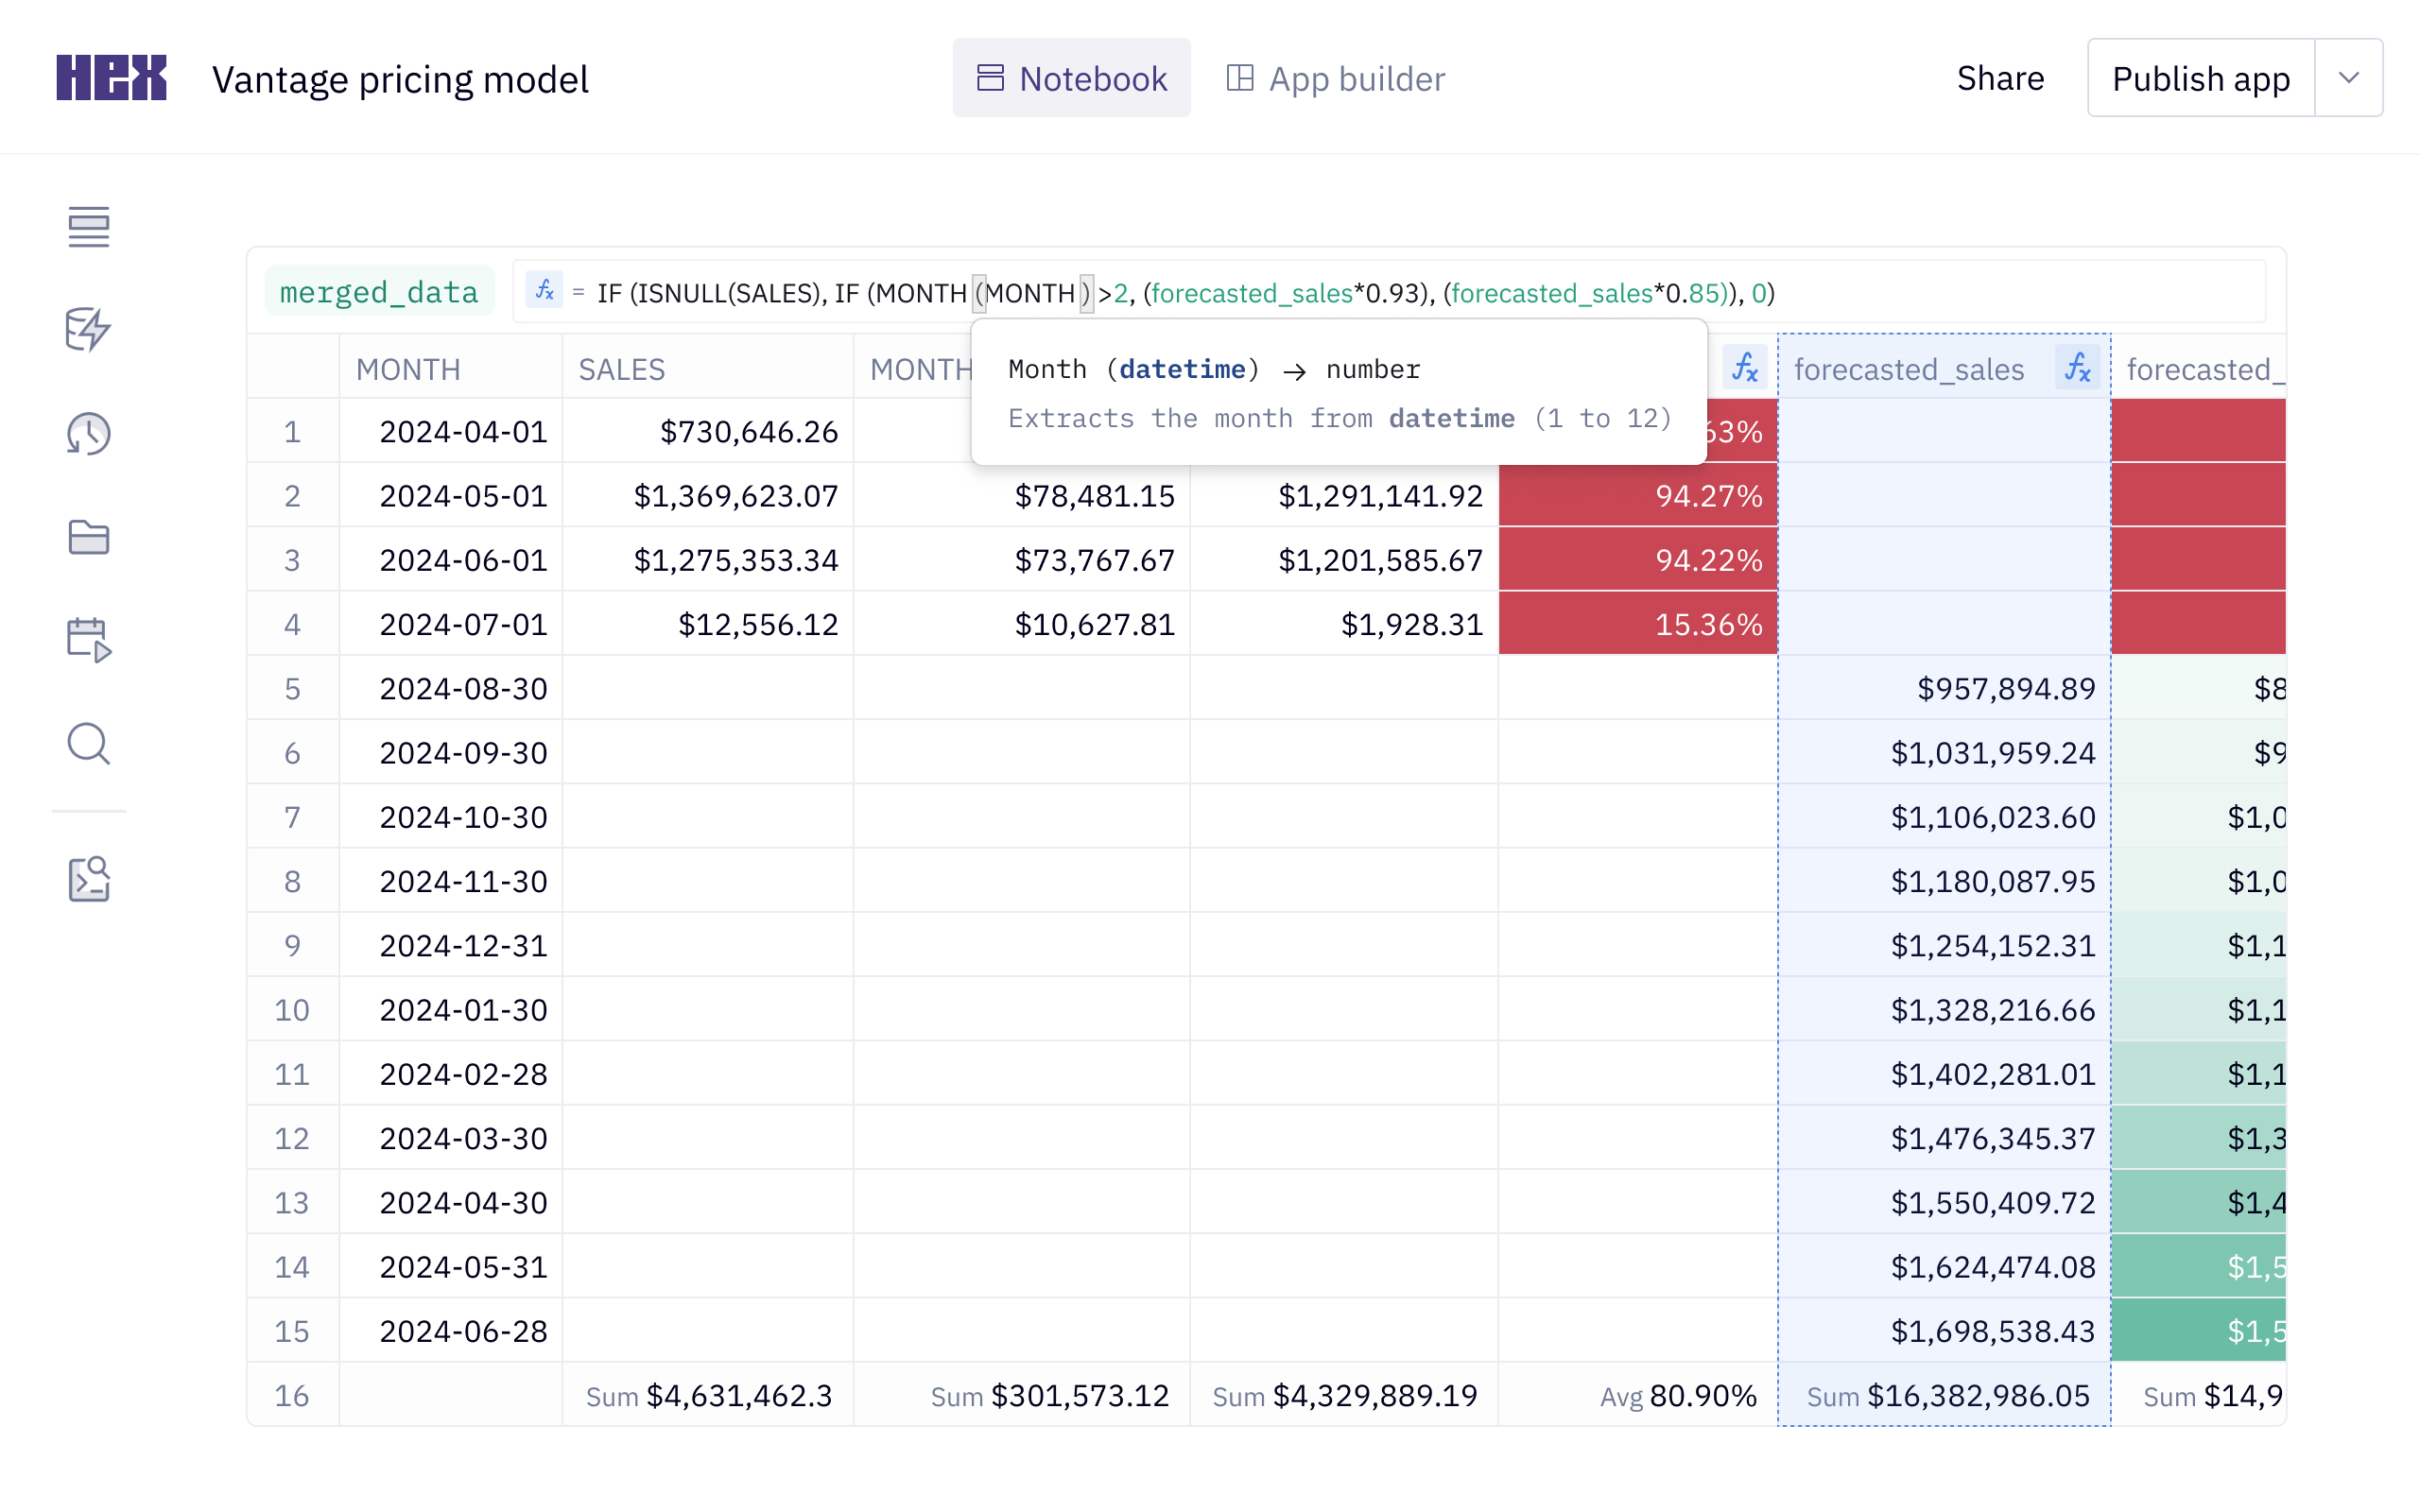 HEX Vantage pricing model Notebook App builder Share Publish app
merged_data fx = IF (ISNULL(SALES), IF (MONTH (MONTH) >2, (forecasted_sales*0.93), (forecasted_sales*0.85)), 0)
MONTH SALES MONTH fx forecasted_sales fx forecasted_
Month (datetime) → number
Extracts the month from datetime (1 to 12)
1 2024-04-01 $730,646.26 63%
2 2024-05-01 $1,369,623.07 $78,481.15 $1,291,141.92 94.27%
3 2024-06-01 $1,275,353.34 $73,767.67 $1,201,585.67 94.22%
4 2024-07-01 $12,556.12 $10,627.81 $1,928.31 15.36%
5 2024-08-30 $957,894.89 $8
6 2024-09-30 $1,031,959.24 $9
7 2024-10-30 $1,106,023.60 $1,0
8 2024-11-30 $1,180,087.95 $1,0
9 2024-12-31 $1,254,152.31 $1,1
10 2024-01-30 $1,328,216.66 $1,1
11 2024-02-28 $1,402,281.01 $1,1
12 2024-03-30 $1,476,345.37 $1,3
13 2024-04-30 $1,550,409.72 $1,4
14 2024-05-31 $1,624,474.08 $1,5
15 2024-06-28 $1,698,538.43 $1,5
16 Sum $4,631,462.3 Sum $301,573.12 Sum $4,329,889.19 Avg 80.90% Sum $16,382,986.05 Sum $14,9